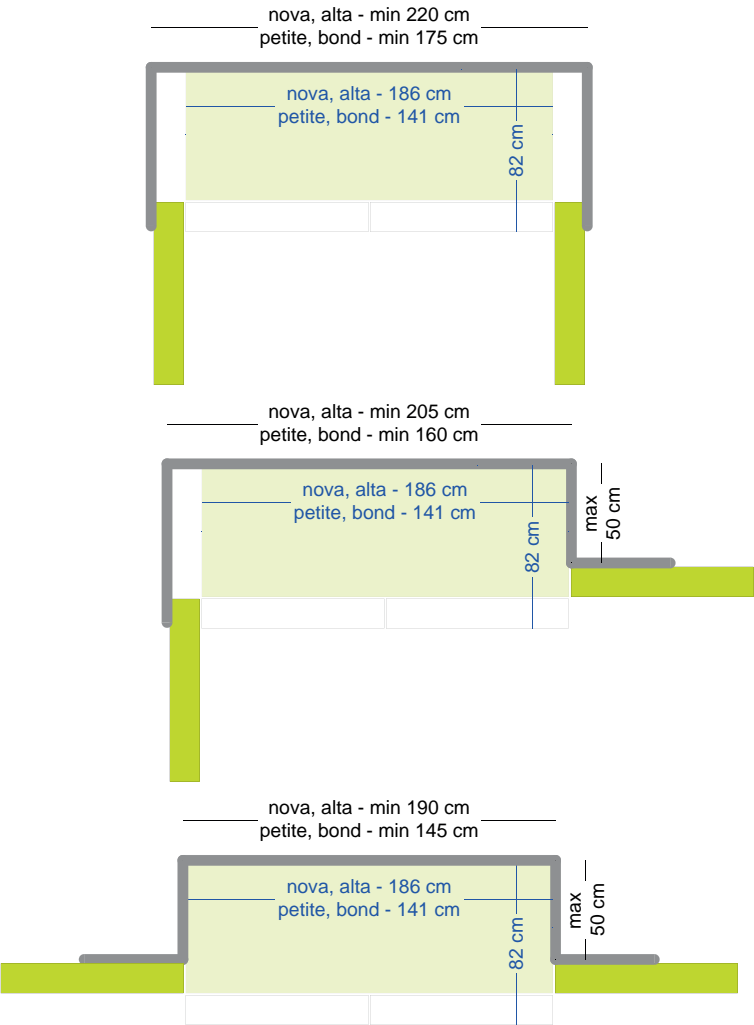 nova, alta - min 220 cm
petite, bond - min 175 cm
nova, alta - 186 cm
petite, bond - 141 cm
82 cm
nova, alta - min 205 cm
petite, bond - min 160 cm
nova, alta - 186 cm
petite, bond - 141 cm
82 cm
max
50 cm
nova, alta - min 190 cm
petite, bond - min 145 cm
nova, alta - 186 cm
petite, bond - 141 cm
82 cm
max
50 cm